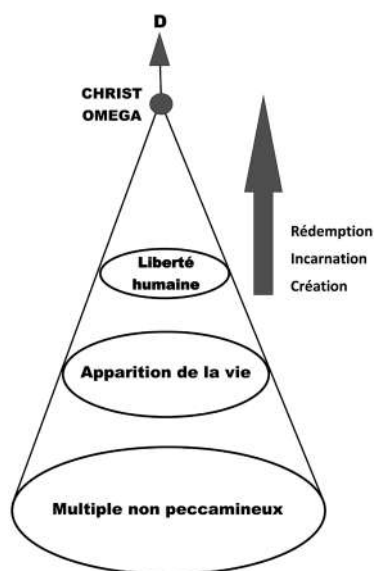 D
CHRIST
OMEGA
Rédemption
Incarnation
Création
Liberté
humaine
Apparition de la vie
Multiple non peccamineux